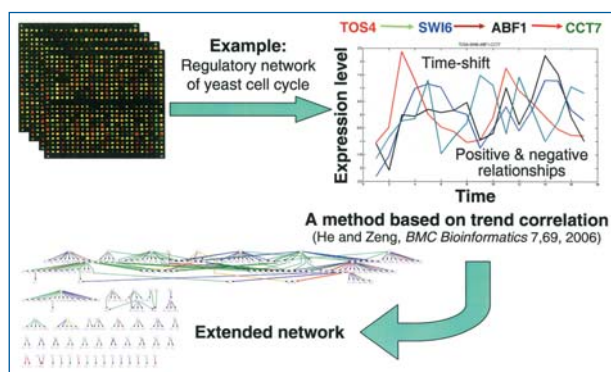 TOS4 SWI6 ABF1 CCT7
Example:
Regulatory network
of yeast cell cycle
Expression level
Time-shift
Positive & negative
relationships
Time
A method based on trend correlation
(He and Zeng, BMC Bioinformatics 7,69, 2006)
Extended network